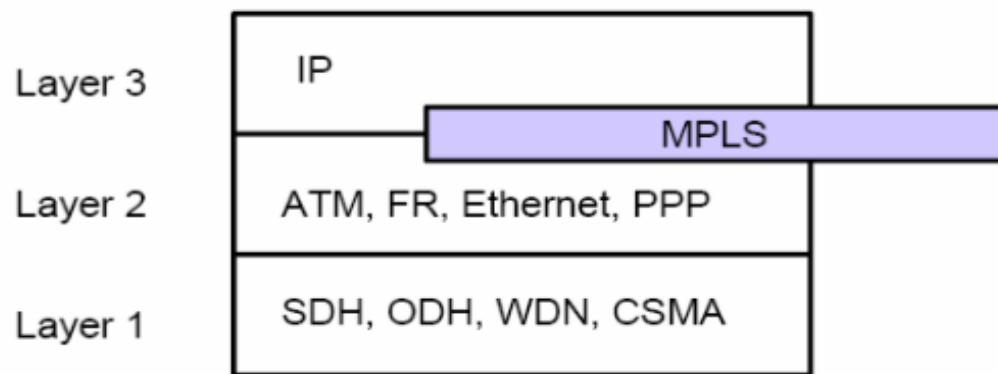 Layer 3
IP
MPLS
Layer 2
ATM, FR, Ethernet, PPP
Layer 1
SDH, ODH, WDN, CSMA